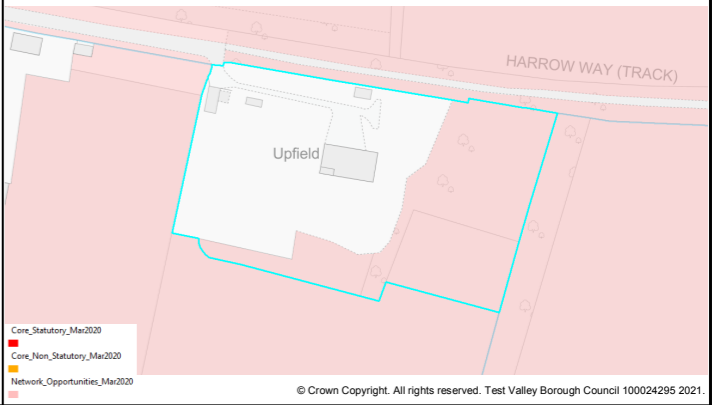 HARROW WAY (TRACK)
Upfield
Core_Statutory_Mar2020
Core_Non_Statutory_Mar2020
Network_Opportunities_Mar2020
© Crown Copyright. All rights reserved. Test Valley Borough Council 100024295 2021.